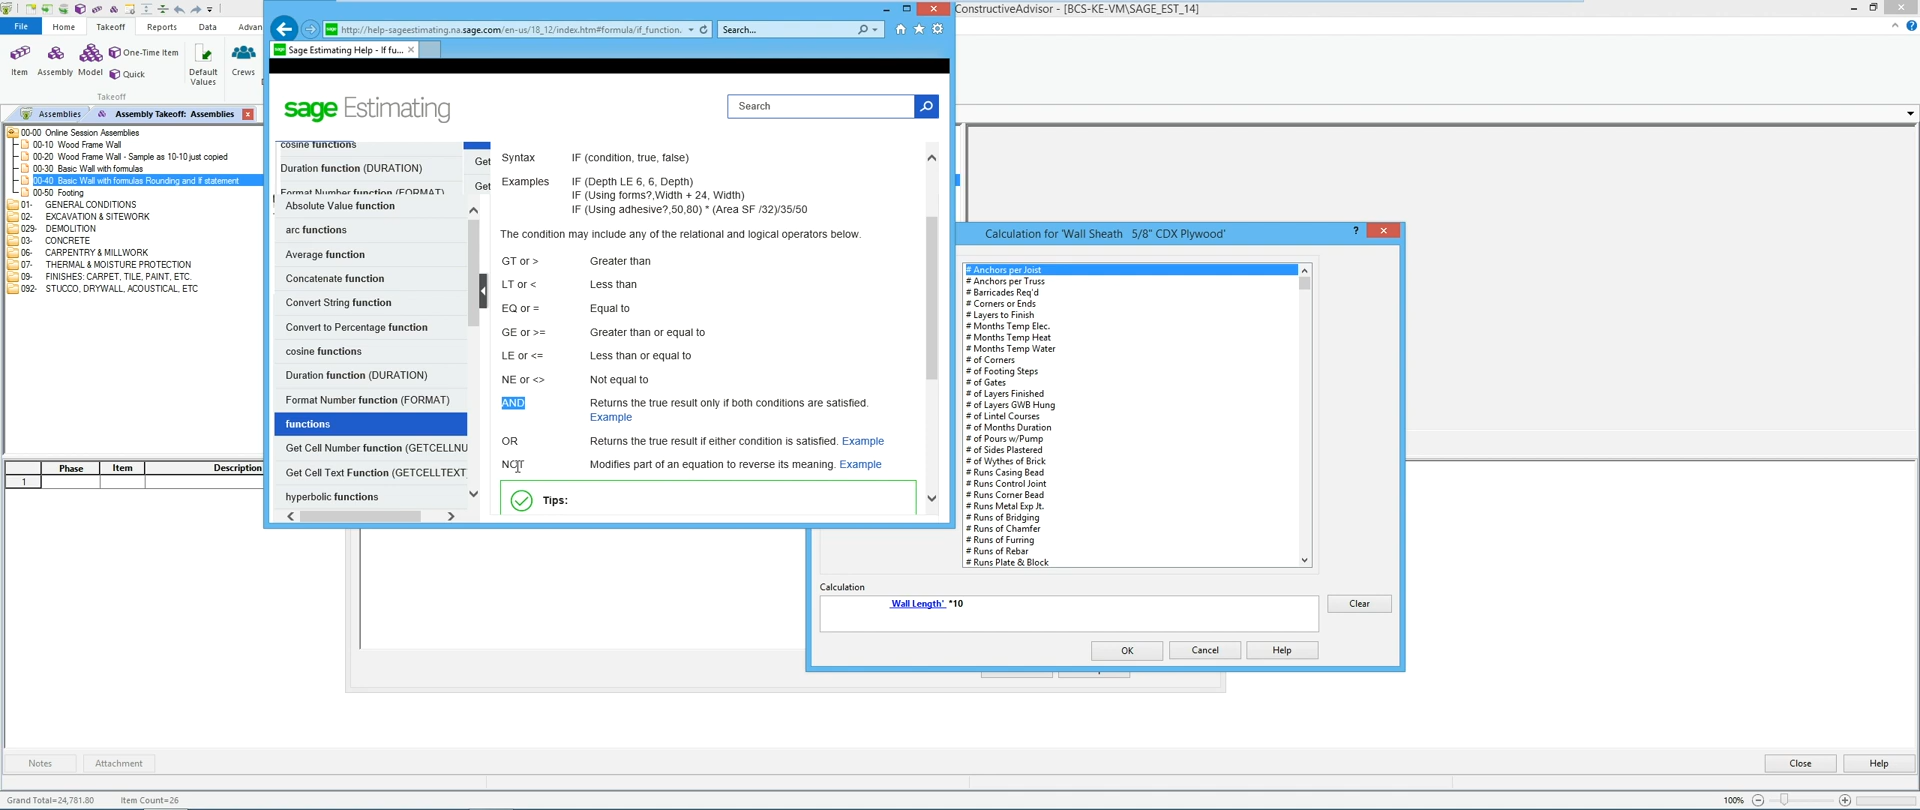 ConstructiveAdvisor - [BCS-KE-VM\SAGE_EST_14]
File
Home
Takeoff
Reports
Data
Advan
Item
Assembly
Model
One-Time Item
Quick
Default Values
Crews
Takeoff
Assemblies
Assembly Takeoff: Assemblies
00-00 Online Session Assemblies
00-10 Wood Frame Wall
00-20 Wood Frame Wall - Sample as 10-10 just copied
00-30 Basic Wall with formulas
00-40 Basic Wall with formulas Rounding and If statement
00-50 Footing
01- GENERAL CONDITIONS
02- EXCAVATION & SITEWORK
029- DEMOLITION
03- CONCRETE
06- CARPENTRY & MILLWORK
07- THERMAL & MOISTURE PROTECTION
09- FINISHES: CARPET, TILE, PAINT, ETC.
092- STUCCO, DRYWALL, ACOUSTICAL, ETC
Phase
Item
Description
1
http://help-sageestimating.na.sage.com/en-us/18_12/index.htm#formula/if_function.
Search...
Sage Estimating Help - If fu...
sage Estimating
Search
cosine functions
Duration function (DURATION)
Format Number function (FORMAT)
Get
Get
Absolute Value function
arc functions
Average function
Concatenate function
Convert String function
Convert to Percentage function
cosine functions
Duration function (DURATION)
Format Number function (FORMAT)
functions
Get Cell Number function (GETCELLNU
Get Cell Text Function (GETCELLTEXT
hyperbolic functions
Syntax IF (condition, true, false)
Examples IF (Depth LE 6, 6, Depth)
IF (Using forms?,Width + 24, Width)
IF (Using adhesive?,50,80) * (Area SF /32)/35/50
The condition may include any of the relational and logical operators below.
GT or > Greater than
LT or < Less than
EQ or = Equal to
GE or >= Greater than or equal to
LE or <= Less than or equal to
NE or <> Not equal to
AND Returns the true result only if both conditions are satisfied.
Example
OR Returns the true result if either condition is satisfied. Example
NOT Modifies part of an equation to reverse its meaning. Example
Tips:
Calculation for 'Wall Sheath 5/8" CDX Plywood'
?
# Anchors per Joist
# Anchors per Truss
# Barricades Req'd
# Corners or Ends
# Layers to Finish
# Months Temp Elec.
# Months Temp Heat
# Months Temp Water
# of Corners
# of Footing Steps
# of Gates
# of Layers Finished
# of Layers GWB Hung
# of Lintel Courses
# of Months Duration
# of Pours w/Pump
# of Sides Plastered
# of Wythes of Brick
# Runs Casing Bead
# Runs Control Joint
# Runs Corner Bead
# Runs Metal Exp Jt.
# Runs of Bridging
# Runs of Chamfer
# Runs of Furring
# Runs of Rebar
# Runs Plate & Block
Calculation
Wall Length' *10
Clear
OK
Cancel
Help
Notes
Attachment
Close
Help
Grand Total=24,781.80
Item Count=26
100%